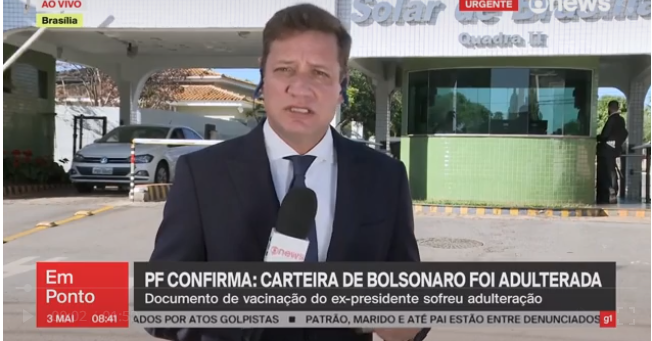 AO VIVO
URGENTE
news
Brasília
Solar de Brasília
Quadra II
news
Em Ponto
PF CONFIRMA: CARTEIRA DE BOLSONARO FOI ADULTERADA
Documento de vacinação do ex-presidente sofreu adulteração
3 MAI 08:41
ADOS POR ATOS GOLPISTAS ■ PATRÃO, MARIDO E ATÉ PAI ESTÃO ENTRE DENUNCIADOS
g1